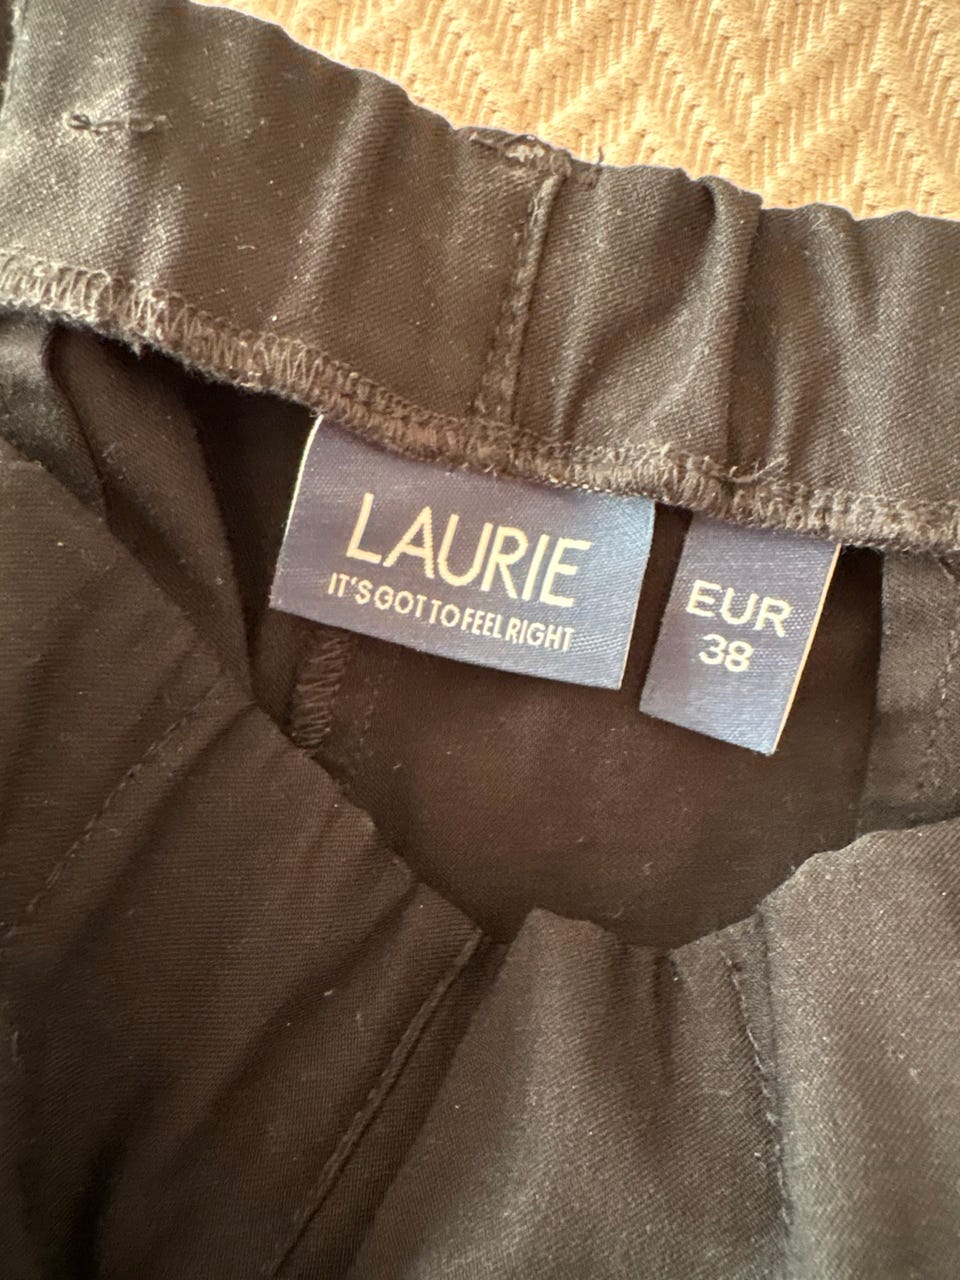 LAURIE
IT'S GOT TO FEEL RIGHT
EUR
38